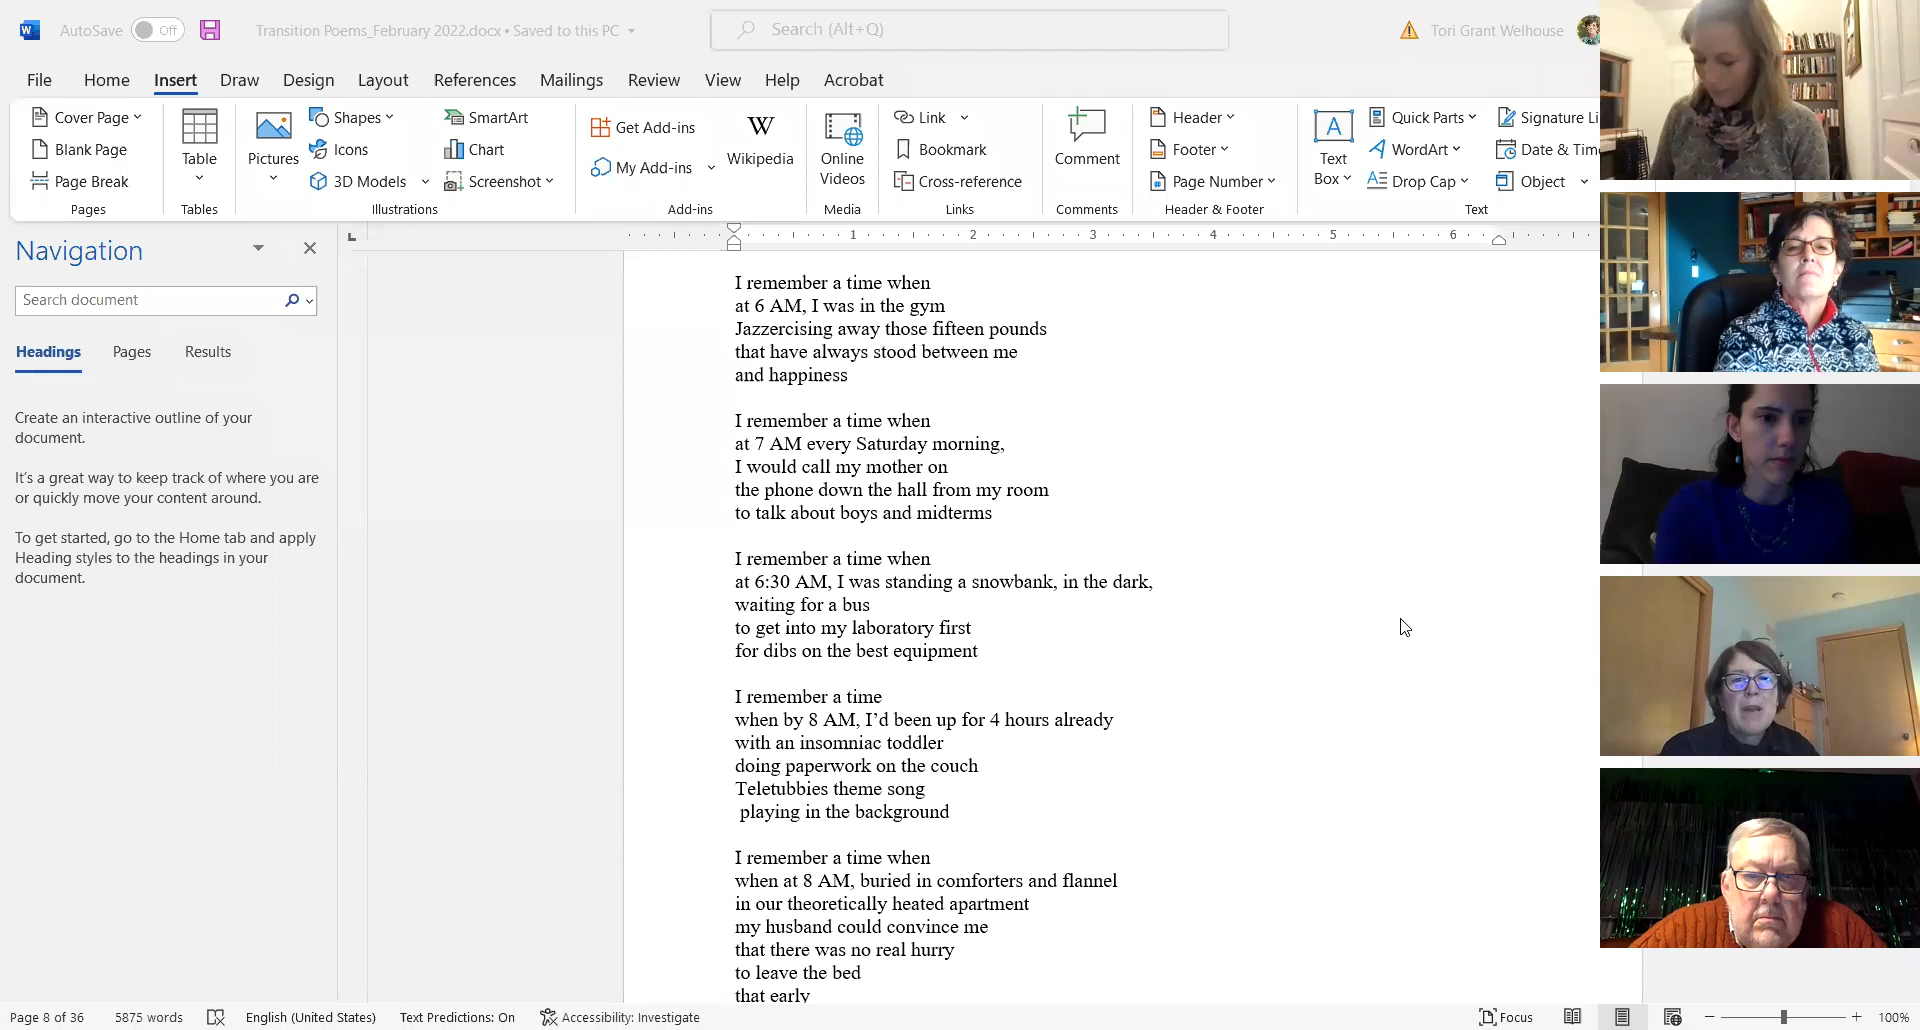 AutoSave Off Transition Poems_February 2022.docx • Saved to this PC Search (Alt+Q) Tori Grant Welhouse
File Home Insert Draw Design Layout References Mailings Review View Help Acrobat
Cover Page
Blank Page
Page Break
Pages
Table
Tables
Pictures
Shapes
Icons
3D Models
SmartArt
Chart
Screenshot
Illustrations
Get Add-ins
My Add-ins
W
Wikipedia
Add-ins
Online
Videos
Media
Link
Bookmark
Cross-reference
Links
Comment
Comments
Header
Footer
Page Number
Header & Footer
A
Text
Box
Quick Parts
WordArt
Drop Cap
Signature Li
Date & Time
Object
Text
1 2 3 4 5 6
Navigation
Search document
Headings Pages Results
Create an interactive outline of your
document.
It's a great way to keep track of where you are
or quickly move your content around.
To get started, go to the Home tab and apply
Heading styles to the headings in your
document.
I remember a time when
at 6 AM, I was in the gym
Jazzercising away those fifteen pounds
that have always stood between me
and happiness
I remember a time when
at 7 AM every Saturday morning,
I would call my mother on
the phone down the hall from my room
to talk about boys and midterms
I remember a time when
at 6:30 AM, I was standing a snowbank, in the dark,
waiting for a bus
to get into my laboratory first
for dibs on the best equipment
I remember a time
when by 8 AM, I’d been up for 4 hours already
with an insomniac toddler
doing paperwork on the couch
Teletubbies theme song
playing in the background
I remember a time when
when at 8 AM, buried in comforters and flannel
in our theoretically heated apartment
my husband could convince me
that there was no real hurry
to leave the bed
that early
Page 8 of 36 5875 words English (United States) Text Predictions: On Accessibility: Investigate Focus 100%